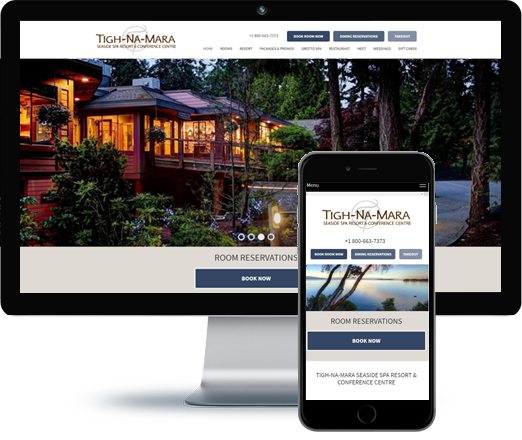 TIGH-NA-MARA
SEASIDE SPA RESORT & CONFERENCE CENTRE
+1 800-663-7373
BOOK ROOM NOW
DINING RESERVATIONS
TAKEOUT
HOME ROOMS RESORT PACKAGES & PROMOS GROTTO SPA RESTAURANT MEET WEDDINGS GIFT CARDS
ROOM RESERVATIONS
BOOK NOW
Menu
TIGH-NA-MARA
SEASIDE SPA RESORT & CONFERENCE CENTRE
+1 800-663-7373
BOOK ROOM NOW
DINING RESERVATIONS
TAKEOUT
ROOM RESERVATIONS
BOOK NOW
TIGH-NA-MARA SEASIDE SPA RESORT &
CONFERENCE CENTRE